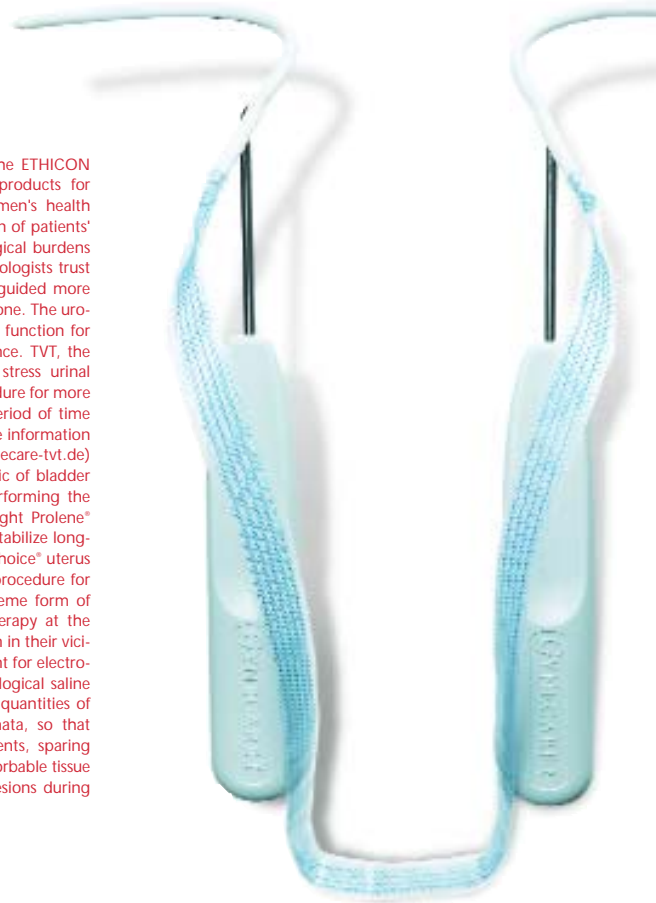 he ETHICON
products for
men's health
n of patients'
gical burdens
ologists trust
guided more
one. The uro-
function for
nce. TVT, the
stress urinal
dure for more
eriod of time
e information
ecare-tvt.de)
ic of bladder
rforming the
ght Prolene®
tabilize long-
hoice® uterus
procedure for
eme form of
erapy at the
n in their vici-
nt for electro-
logical saline
quantities of
nata, so that
ents, sparing
orbable tissue
esions during
GYNECARE
GYNECARE